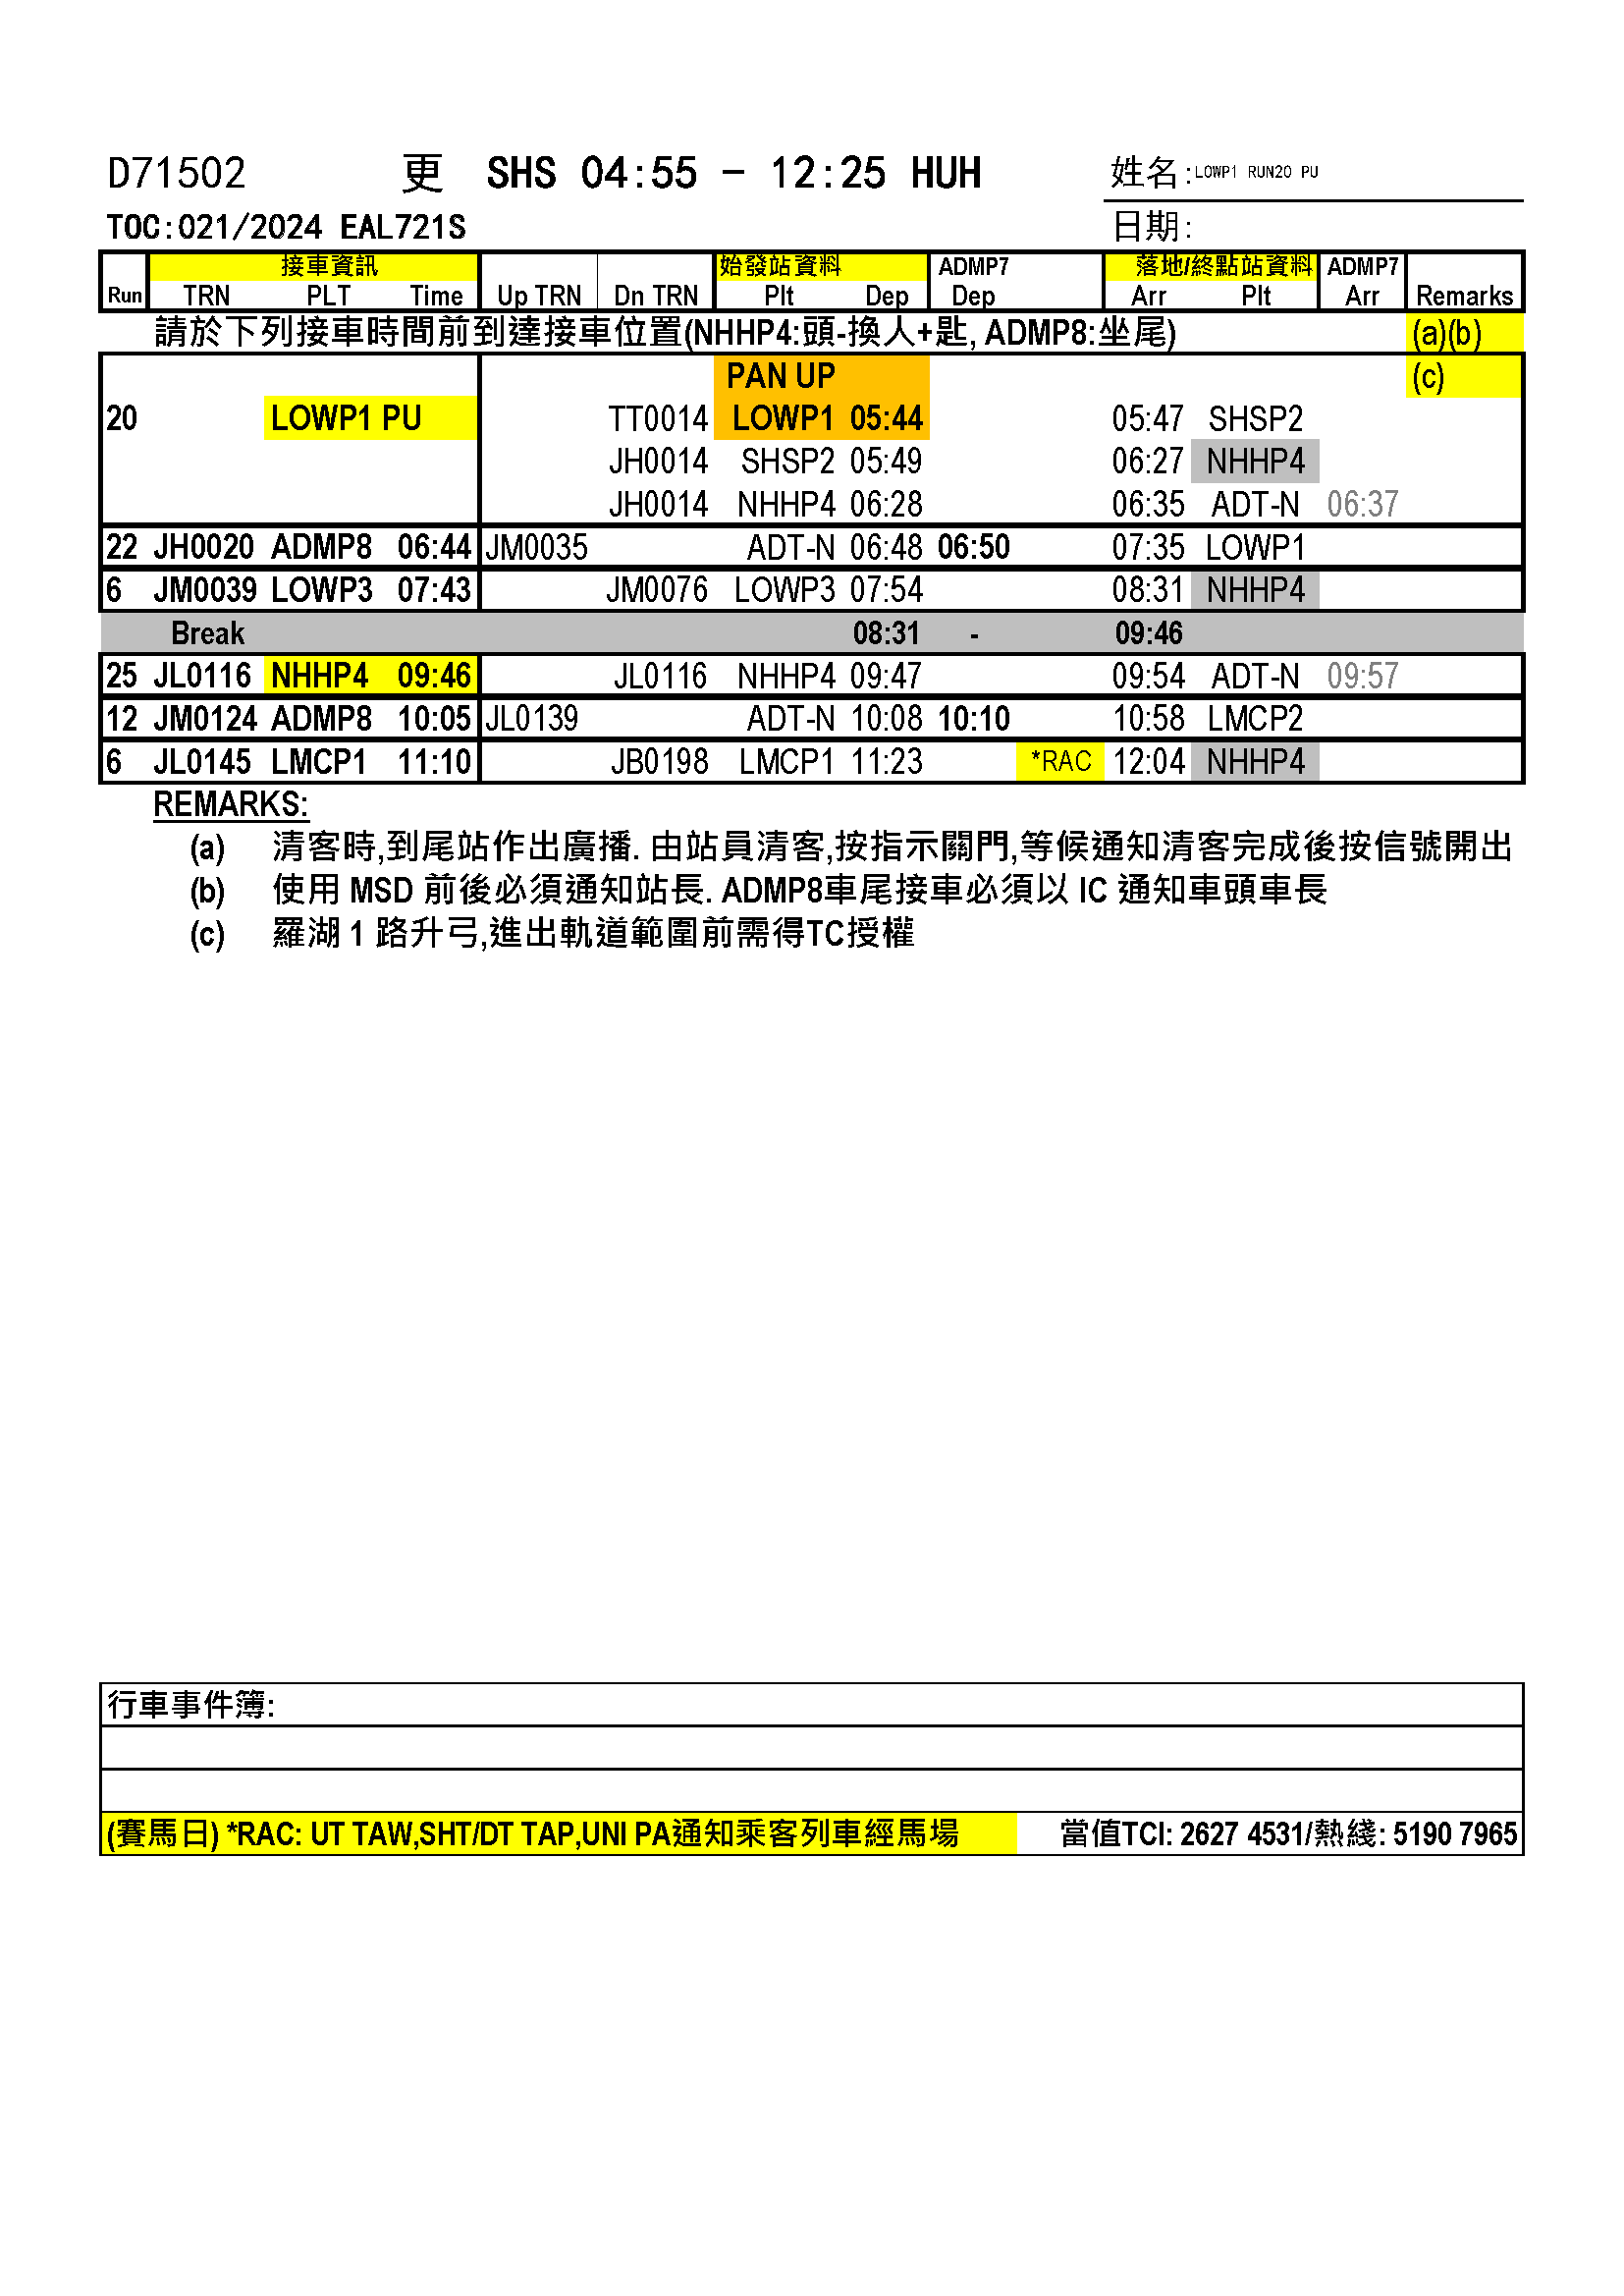 D71502 更 SHS 04:55 - 12:25 HUH 姓名:LOWP1 RUN20 PU
TOC:021/2024 EAL721S 日期:
接車資訊 始發站資料 ADMP7 落地/終點站資料 ADMP7
Run TRN PLT Time Up TRN Dn TRN Plt Dep Dep Arr Plt Arr Remarks
請於下列接車時間前到達接車位置(NHHP4:頭-換人+匙, ADMP8:坐尾) (a)(b)
PAN UP (c)
20 LOWP1 PU TT0014 LOWP1 05:44 05:47 SHSP2
JH0014 SHSP2 05:49 06:27 NHHP4
JH0014 NHHP4 06:28 06:35 ADT-N 06:37
22 JH0020 ADMP8 06:44 JM0035 ADT-N 06:48 06:50 07:35 LOWP1
6 JM0039 LOWP3 07:43 JM0076 LOWP3 07:54 08:31 NHHP4
Break 08:31 - 09:46
25 JL0116 NHHP4 09:46 JL0116 NHHP4 09:47 09:54 ADT-N 09:57
12 JM0124 ADMP8 10:05 JL0139 ADT-N 10:08 10:10 10:58 LMCP2
6 JL0145 LMCP1 11:10 JB0198 LMCP1 11:23 *RAC 12:04 NHHP4
REMARKS:
(a) 清客時,到尾站作出廣播. 由站員清客,按指示關門,等候通知清客完成後按信號開出
(b) 使用 MSD 前後必須通知站長. ADMP8車尾接車必須以 IC 通知車頭車長
(c) 羅湖 1 路升弓,進出軌道範圍前需得TC授權
行車事件簿:
(賽馬日) *RAC: UT TAW,SHT/DT TAP,UNI PA通知乘客列車經馬場 當值TCI: 2627 4531/熱綫: 5190 7965